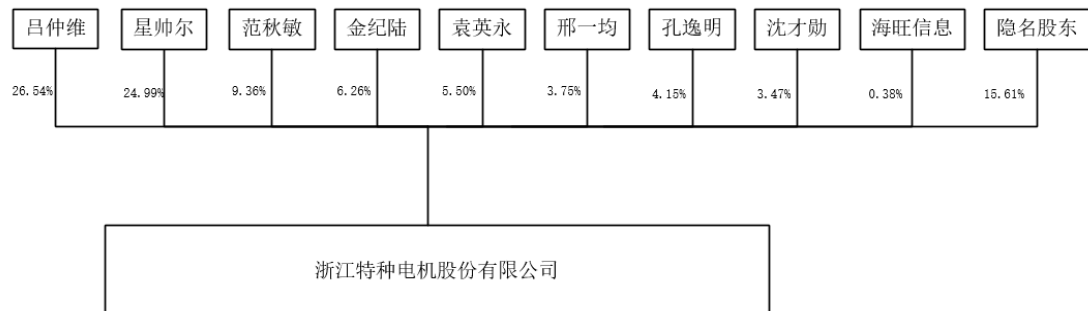 吕仲维 星帅尔 范秋敏 金纪陆 袁英永 邢一均 孔逸明 沈才勋 海旺信息 隐名股东
26.54% 24.99% 9.36% 6.26% 5.50% 3.75% 4.15% 3.47% 0.38% 15.61%
浙江特种电机股份有限公司